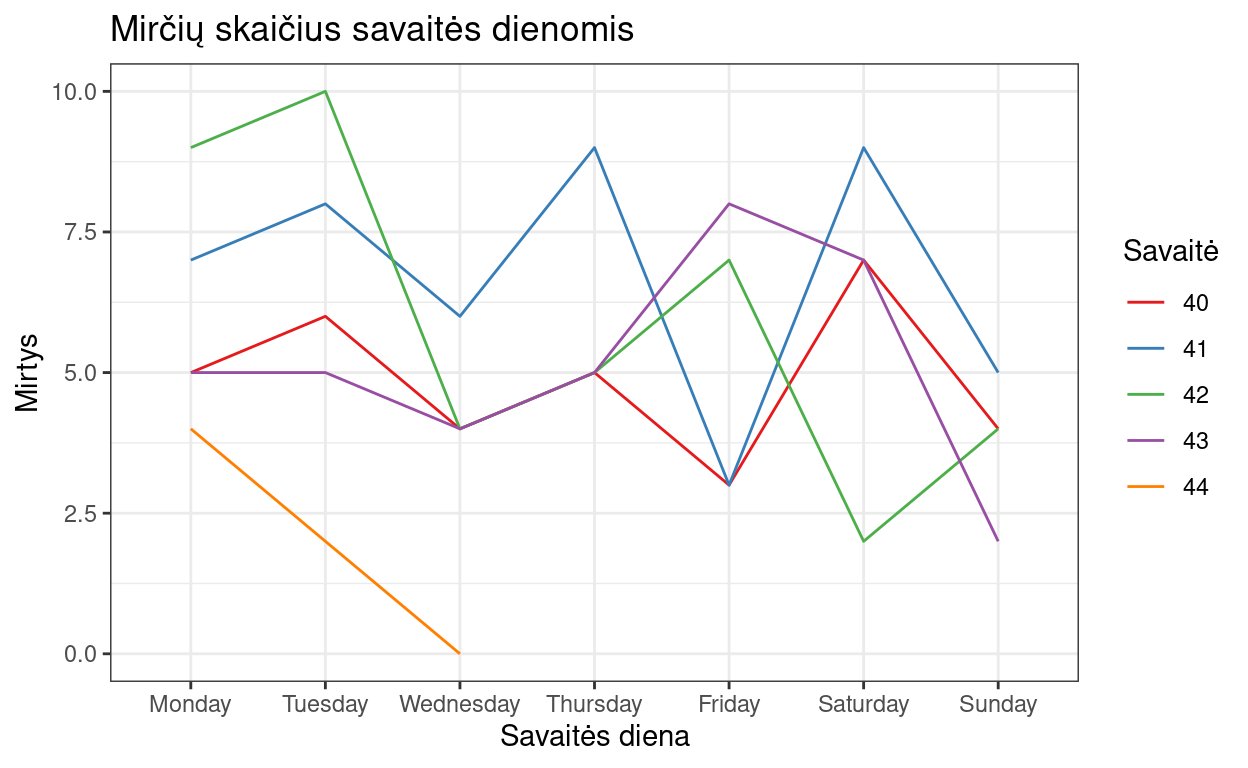 Mirčių skaičius savaitės dienomis
Mirtys
10.0
7.5
5.0
2.5
0.0
Monday Tuesday Wednesday Thursday Friday Saturday Sunday
Savaitės diena
Savaitė
40
41
42
43
44